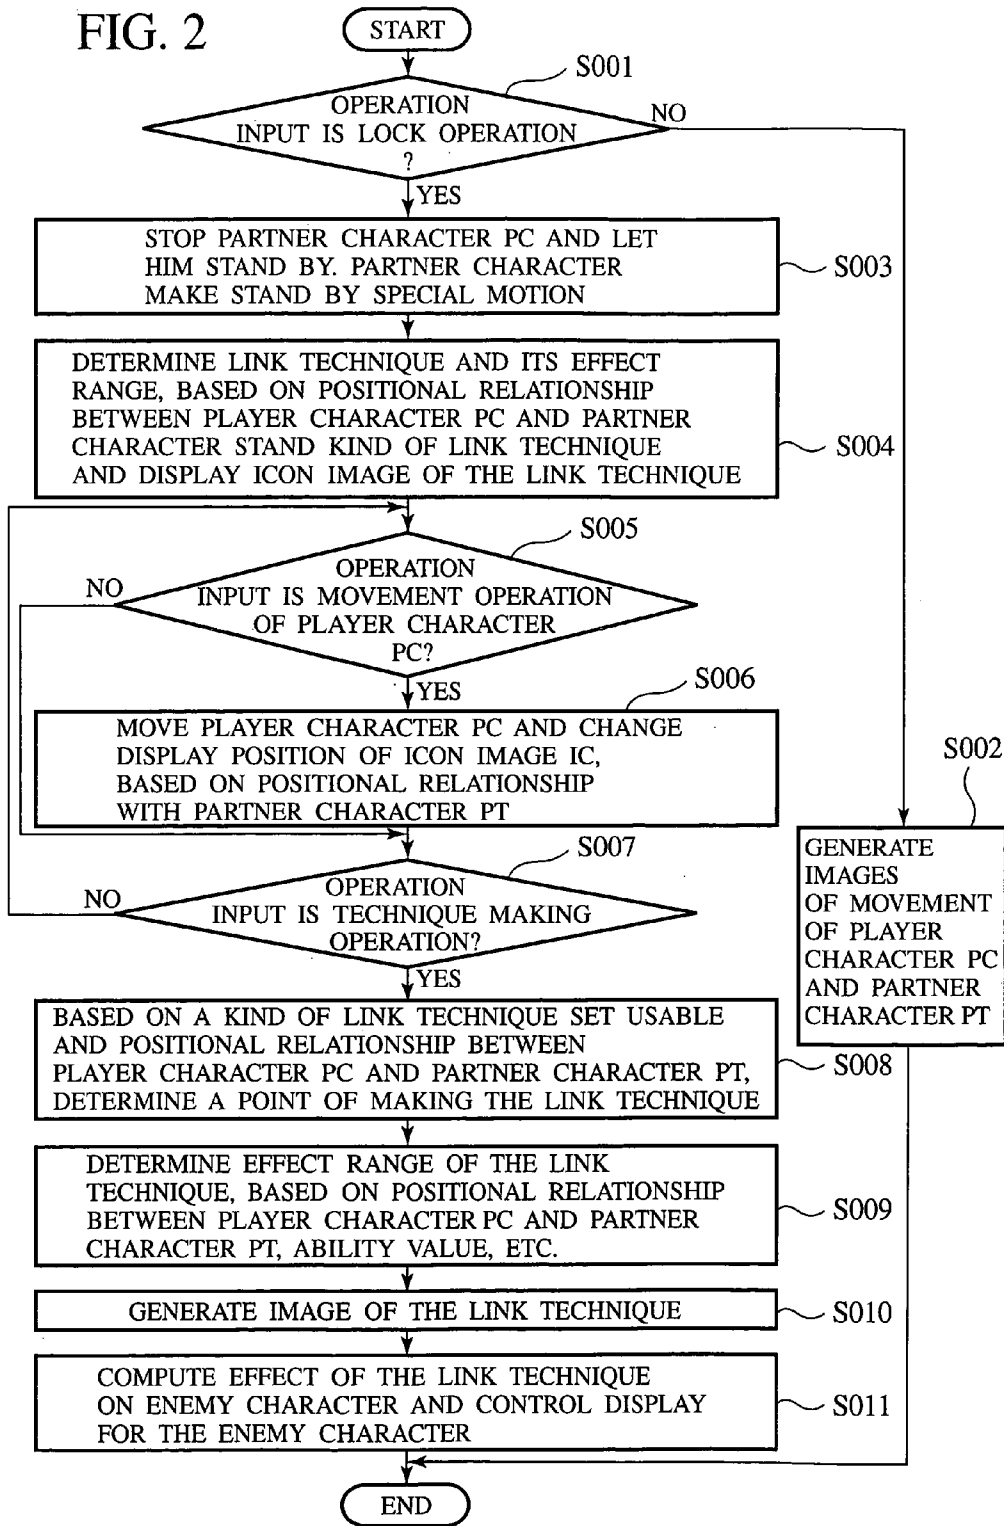 FIG. 2
START
S001
OPERATION
INPUT IS LOCK OPERATION
?
NO
YES
STOP PARTNER CHARACTER PC AND LET
HIM STAND BY. PARTNER CHARACTER
MAKE STAND BY SPECIAL MOTION
S003
DETERMINE LINK TECHNIQUE AND ITS EFFECT
RANGE, BASED ON POSITIONAL RELATIONSHIP
BETWEEN PLAYER CHARACTER PC AND PARTNER
CHARACTER STAND KIND OF LINK TECHNIQUE
AND DISPLAY ICON IMAGE OF THE LINK TECHNIQUE
S004
S005
OPERATION
INPUT IS MOVEMENT OPERATION
OF PLAYER CHARACTER
PC?
NO
YES
S006
MOVE PLAYER CHARACTER PC AND CHANGE
DISPLAY POSITION OF ICON IMAGE IC,
BASED ON POSITIONAL RELATIONSHIP
WITH PARTNER CHARACTER PT
S002
GENERATE
IMAGES
OF MOVEMENT
OF PLAYER
CHARACTER PC
AND PARTNER
CHARACTER PT
S007
OPERATION
INPUT IS TECHNIQUE MAKING
OPERATION?
NO
YES
BASED ON A KIND OF LINK TECHNIQUE SET USABLE
AND POSITIONAL RELATIONSHIP BETWEEN
PLAYER CHARACTER PC AND PARTNER CHARACTER PT,
DETERMINE A POINT OF MAKING THE LINK TECHNIQUE
S008
DETERMINE EFFECT RANGE OF THE LINK
TECHNIQUE, BASED ON POSITIONAL RELATIONSHIP
BETWEEN PLAYER CHARACTER PC AND PARTNER
CHARACTER PT, ABILITY VALUE, ETC.
S009
GENERATE IMAGE OF THE LINK TECHNIQUE
S010
COMPUTE EFFECT OF THE LINK TECHNIQUE
ON ENEMY CHARACTER AND CONTROL DISPLAY
FOR THE ENEMY CHARACTER
S011
END